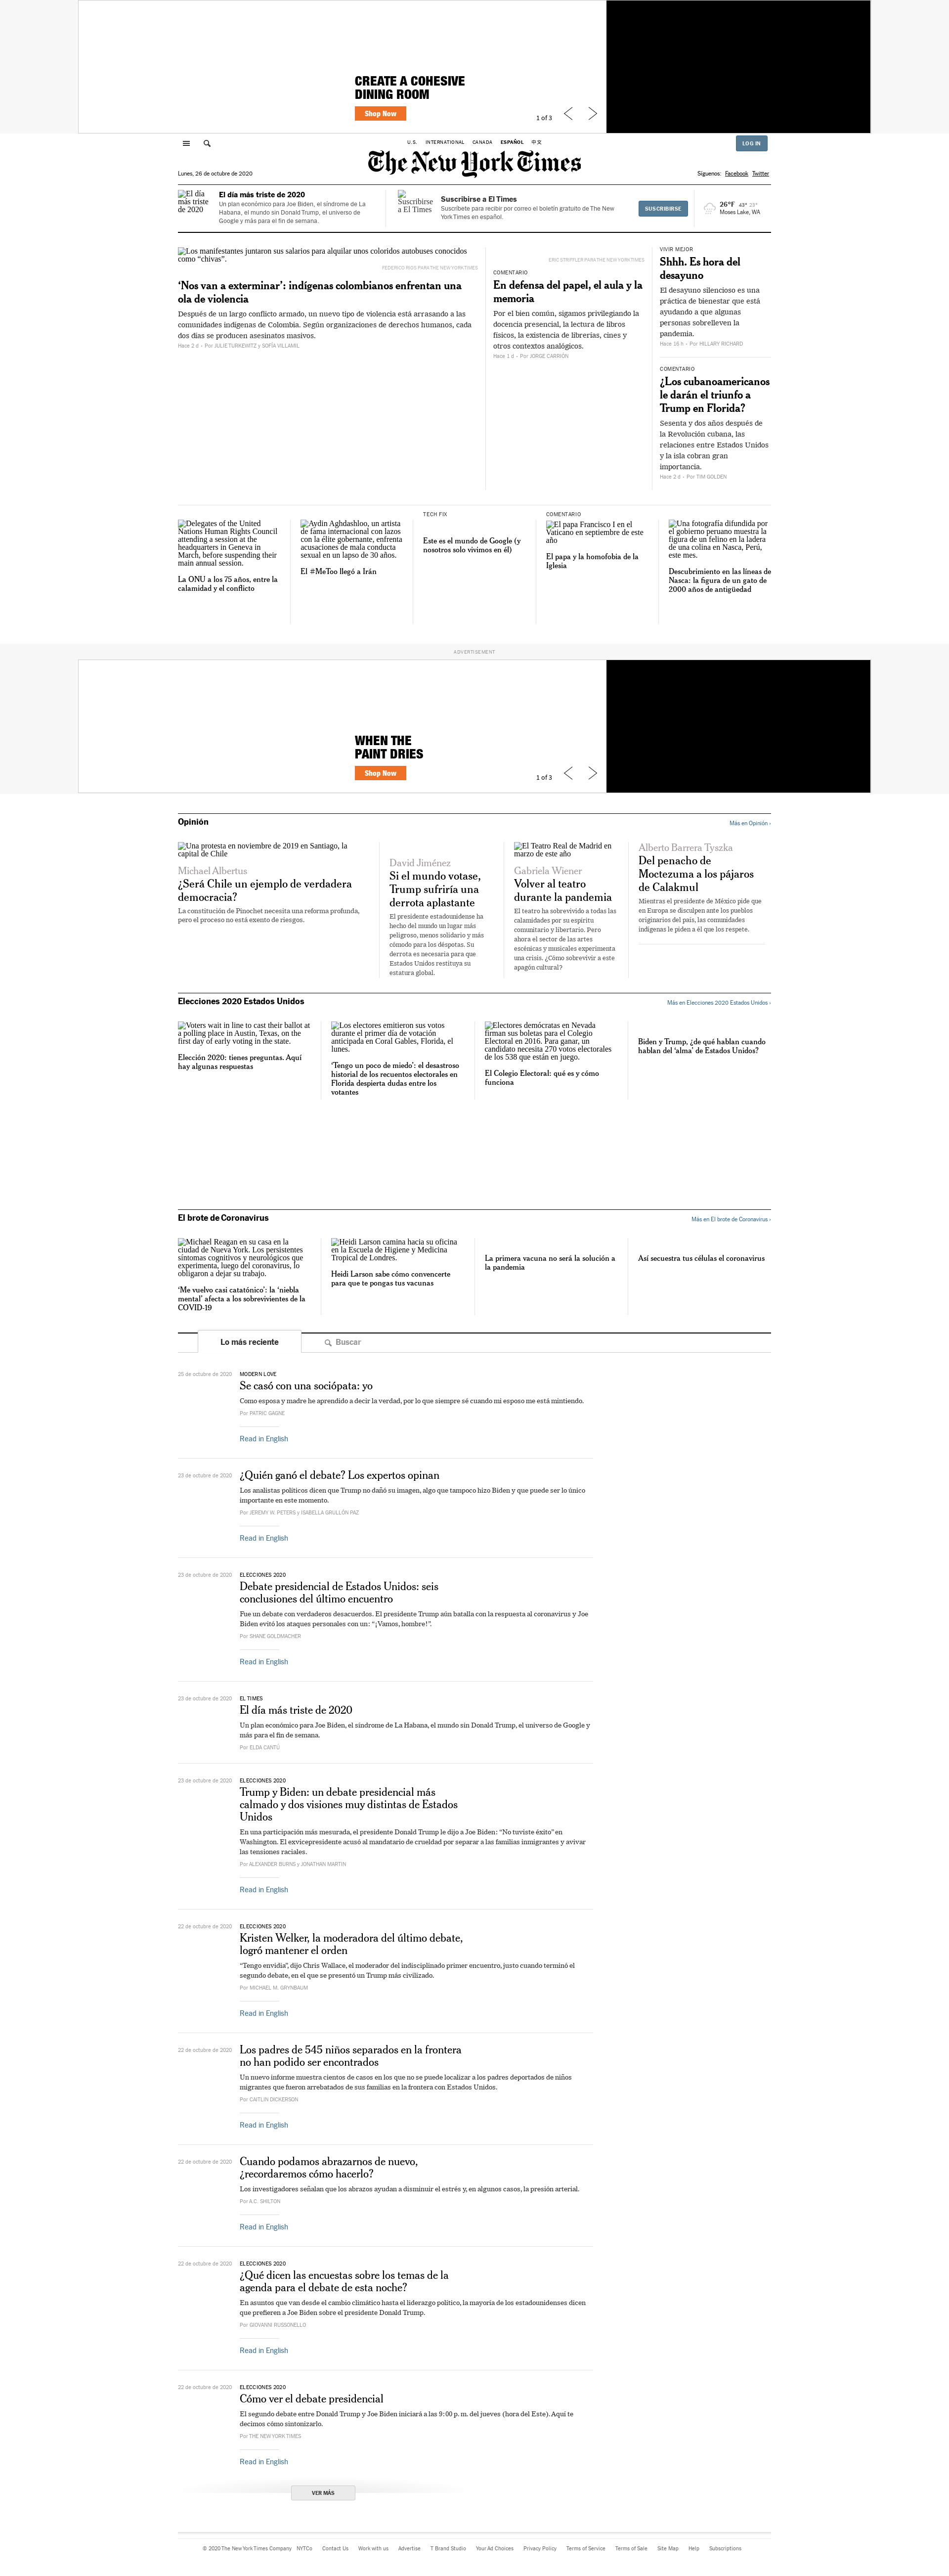 CREATE A COHESIVE
DINING ROOM
Shop Now
1 of 3
U.S. INTERNATIONAL CANADA ESPAÑOL 中文
LOG IN
The New York Times
Lunes, 26 de octubre de 2020
Síguenos: Facebook Twitter
El día
más triste
de 2020
El día más triste de 2020
Un plan económico para Joe Biden, el síndrome de La
Habana, el mundo sin Donald Trump, el universo de
Google y más para el fin de semana.
Suscribirse
a El Times
Suscribirse a El Times
Suscríbete para recibir por correo el boletín gratuito de The New
York Times en español.
SUSCRIBIRSE
26°F 43° 23°
Moses Lake, WA
Los manifestantes juntaron sus salarios para alquilar unos coloridos autobuses conocidos
como “chivas”.
FEDERICO RIOS PARA THE NEW YORK TIMES
‘Nos van a exterminar’: indígenas colombianos enfrentan una
ola de violencia
Después de un largo conflicto armado, un nuevo tipo de violencia está arrasando a las
comunidades indígenas de Colombia. Según organizaciones de derechos humanos, cada
dos días se producen asesinatos masivos.
Hace 2 d – Por JULIE TURKEWITZ y SOFÍA VILLAMIL
ERIC STRIFFLER PARA THE NEW YORK TIMES
COMENTARIO
En defensa del papel, el aula y la
memoria
Por el bien común, sigamos privilegiando la
docencia presencial, la lectura de libros
físicos, la existencia de librerías, cines y
otros contextos analógicos.
Hace 1 d – Por JORGE CARRIÓN
VIVIR MEJOR
Shhh. Es hora del
desayuno
El desayuno silencioso es una
práctica de bienestar que está
ayudando a que algunas
personas sobrelleven la
pandemia.
Hace 16 h – Por HILLARY RICHARD
COMENTARIO
¿Los cubanoamericanos
le darán el triunfo a
Trump en Florida?
Sesenta y dos años después de
la Revolución cubana, las
relaciones entre Estados Unidos
y la isla cobran gran
importancia.
Hace 2 d – Por TIM GOLDEN
Delegates of the United
Nations Human Rights Council
attending a session at the
headquarters in Geneva in
March, before suspending their
main annual session.
La ONU a los 75 años, entre la
calamidad y el conflicto
Aydin Aghdashloo, un artista
de fama internacional con lazos
con la élite gobernante, enfrenta
acusaciones de mala conducta
sexual en un lapso de 30 años.
El #MeToo llegó a Irán
TECH FIX
Este es el mundo de Google (y
nosotros solo vivimos en él)
COMENTARIO
El papa Francisco I en el
Vaticano en septiembre de este
año
El papa y la homofobia de la
Iglesia
Una fotografía difundida por
el gobierno peruano muestra la
figura de un felino en la ladera
de una colina en Nasca, Perú,
este mes.
Descubrimiento en las líneas de
Nasca: la figura de un gato de
2000 años de antigüedad
ADVERTISEMENT
WHEN THE
PAINT DRIES
Shop Now
1 of 3
Opinión
Más en Opinión ›
Una protesta en noviembre de 2019 en Santiago, la
capital de Chile
Michael Albertus
¿Será Chile un ejemplo de verdadera
democracia?
La constitución de Pinochet necesita una reforma profunda,
pero el proceso no está exento de riesgos.
David Jiménez
Si el mundo votase,
Trump sufriría una
derrota aplastante
El presidente estadounidense ha
hecho del mundo un lugar más
peligroso, menos solidario y más
cómodo para los déspotas. Su
derrota es necesaria para que
Estados Unidos restituya su
estatura global.
El Teatro Real de Madrid en
marzo de este año
Gabriela Wiener
Volver al teatro
durante la pandemia
El teatro ha sobrevivido a todas las
calamidades por su espíritu
comunitario y libertario. Pero
ahora el sector de las artes
escénicas y musicales experimenta
una crisis. ¿Cómo sobrevivir a este
apagón cultural?
Alberto Barrera Tyszka
Del penacho de
Moctezuma a los pájaros
de Calakmul
Mientras el presidente de México pide que
en Europa se disculpen ante los pueblos
originarios del país, las comunidades
indígenas le piden a él que los respete.
Elecciones 2020 Estados Unidos
Más en Elecciones 2020 Estados Unidos ›
Voters wait in line to cast their ballot at
a polling place in Austin, Texas, on the
first day of early voting in the state.
Elección 2020: tienes preguntas. Aquí
hay algunas respuestas
Los electores emitieron sus votos
durante el primer día de votación
anticipada en Coral Gables, Florida, el
lunes.
‘Tengo un poco de miedo’: el desastroso
historial de los recuentos electorales en
Florida despierta dudas entre los
votantes
Electores demócratas en Nevada
firman sus boletas para el Colegio
Electoral en 2016. Para ganar, un
candidato necesita 270 votos electorales
de los 538 que están en juego.
El Colegio Electoral: qué es y cómo
funciona
Biden y Trump, ¿de qué hablan cuando
hablan del ‘alma’ de Estados Unidos?
El brote de Coronavirus
Más en El brote de Coronavirus ›
Michael Reagan en su casa en la
ciudad de Nueva York. Los persistentes
síntomas cognitivos y neurológicos que
experimenta, luego del coronavirus, lo
obligaron a dejar su trabajo.
‘Me vuelvo casi catatónico’: la ‘niebla
mental’ afecta a los sobrevivientes de la
COVID-19
Heidi Larson camina hacia su oficina
en la Escuela de Higiene y Medicina
Tropical de Londres.
Heidi Larson sabe cómo convencerte
para que te pongas tus vacunas
La primera vacuna no será la solución a
la pandemia
Así secuestra tus células el coronavirus
Lo más reciente
Buscar
25 de octubre de 2020
MODERN LOVE
Se casó con una sociópata: yo
Como esposa y madre he aprendido a decir la verdad, por lo que siempre sé cuando mi esposo me está mintiendo.
Por PATRIC GAGNE
Read in English
23 de octubre de 2020
¿Quién ganó el debate? Los expertos opinan
Los analistas políticos dicen que Trump no dañó su imagen, algo que tampoco hizo Biden y que puede ser lo único
importante en este momento.
Por JEREMY W. PETERS y ISABELLA GRULLÓN PAZ
Read in English
23 de octubre de 2020
ELECCIONES 2020
Debate presidencial de Estados Unidos: seis
conclusiones del último encuentro
Fue un debate con verdaderos desacuerdos. El presidente Trump aún batalla con la respuesta al coronavirus y Joe
Biden evitó los ataques personales con un: “¡Vamos, hombre!”.
Por SHANE GOLDMACHER
Read in English
23 de octubre de 2020
EL TIMES
El día más triste de 2020
Un plan económico para Joe Biden, el síndrome de La Habana, el mundo sin Donald Trump, el universo de Google y
más para el fin de semana.
Por ELDA CANTÚ
23 de octubre de 2020
ELECCIONES 2020
Trump y Biden: un debate presidencial más
calmado y dos visiones muy distintas de Estados
Unidos
En una participación más mesurada, el presidente Donald Trump le dijo a Joe Biden: “No tuviste éxito” en
Washington. El exvicepresidente acusó al mandatario de crueldad por separar a las familias inmigrantes y avivar
las tensiones raciales.
Por ALEXANDER BURNS y JONATHAN MARTIN
Read in English
22 de octubre de 2020
ELECCIONES 2020
Kristen Welker, la moderadora del último debate,
logró mantener el orden
“Tengo envidia”, dijo Chris Wallace, el moderador del indisciplinado primer encuentro, justo cuando terminó el
segundo debate, en el que se presentó un Trump más civilizado.
Por MICHAEL M. GRYNBAUM
Read in English
22 de octubre de 2020
Los padres de 545 niños separados en la frontera
no han podido ser encontrados
Un nuevo informe muestra cientos de casos en los que no se puede localizar a los padres deportados de niños
migrantes que fueron arrebatados de sus familias en la frontera con Estados Unidos.
Por CAITLIN DICKERSON
Read in English
22 de octubre de 2020
Cuando podamos abrazarnos de nuevo,
¿recordaremos cómo hacerlo?
Los investigadores señalan que los abrazos ayudan a disminuir el estrés y, en algunos casos, la presión arterial.
Por A.C. SHILTON
Read in English
22 de octubre de 2020
ELECCIONES 2020
¿Qué dicen las encuestas sobre los temas de la
agenda para el debate de esta noche?
En asuntos que van desde el cambio climático hasta el liderazgo político, la mayoría de los estadounidenses dicen
que prefieren a Joe Biden sobre el presidente Donald Trump.
Por GIOVANNI RUSSONELLO
Read in English
22 de octubre de 2020
ELECCIONES 2020
Cómo ver el debate presidencial
El segundo debate entre Donald Trump y Joe Biden iniciará a las 9:00 p. m. del jueves (hora del Este). Aquí te
decimos cómo sintonizarlo.
Por THE NEW YORK TIMES
Read in English
VER MÁS
© 2020 The New York Times Company NYTCo Contact Us Work with us Advertise T Brand Studio Your Ad Choices Privacy Policy Terms of Service Terms of Sale Site Map Help Subscriptions